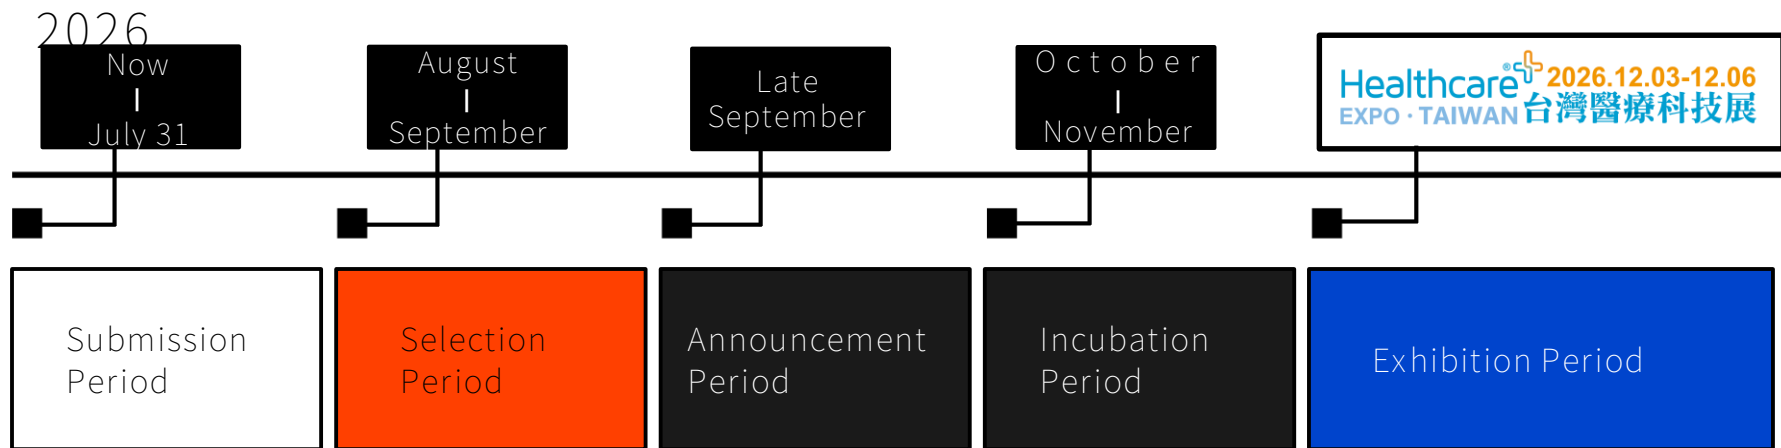 2026
Now
|
July 31
August
|
September
Late
September
October
|
November
Healthcare® 2026.12.03-12.06
EXPO · TAIWAN 台灣醫療科技展
Submission
Period
Selection
Period
Announcement
Period
Incubation
Period
Exhibition Period